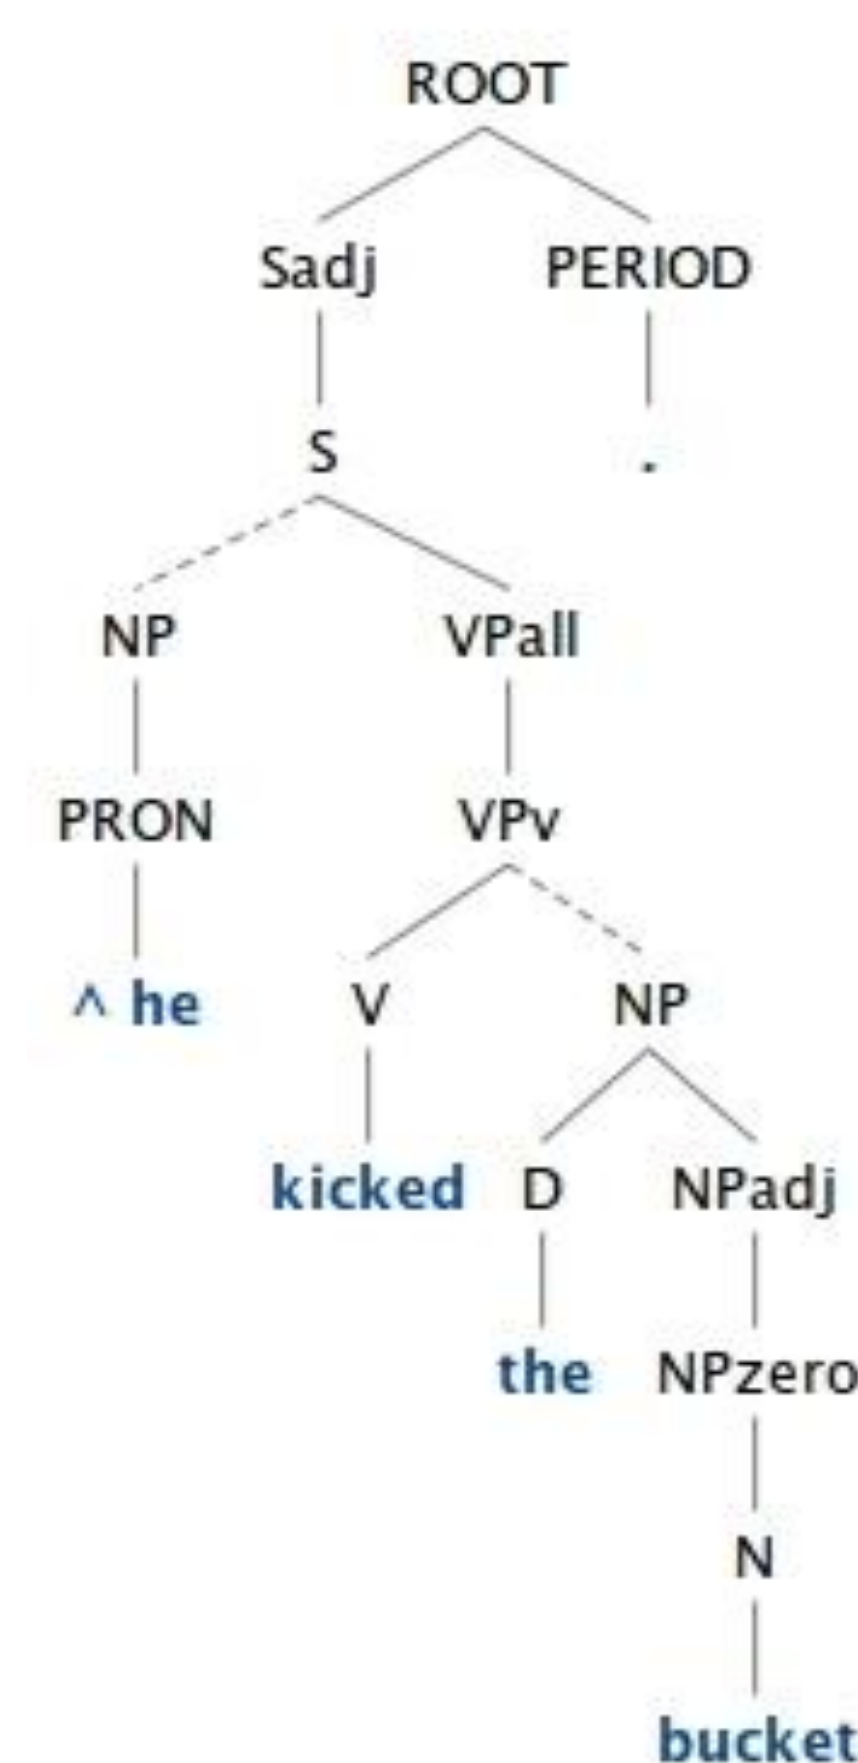 ROOT
Sadj PERIOD
S .
NP VPall
PRON VPv
^ he V NP
kicked D NPadj
the NPzero
N
bucket